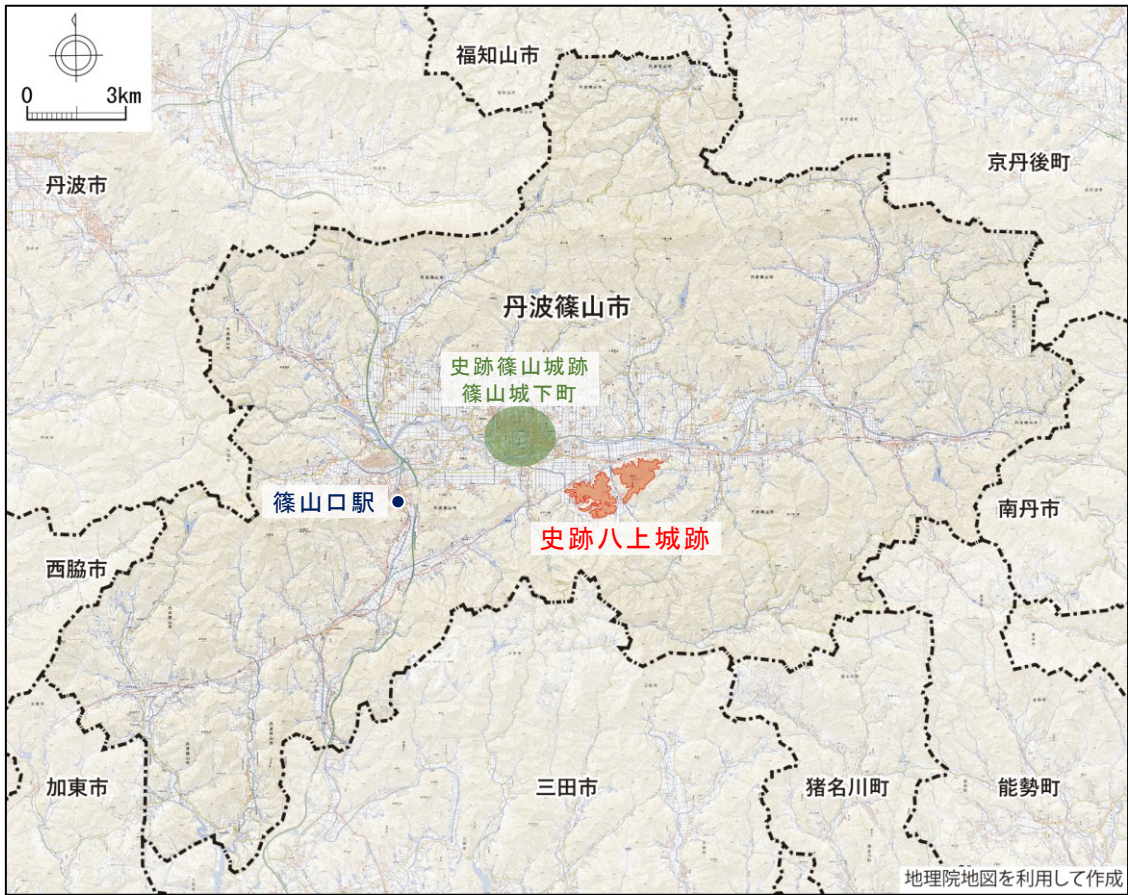 0 3km
福知山市
丹波市
京丹後町
丹波篠山市
史跡篠山城跡
篠山城下町
篠山口駅
史跡八上城跡
南丹市
西脇市
加東市
三田市
猪名川町
能勢町
地理院地図を利用して作成